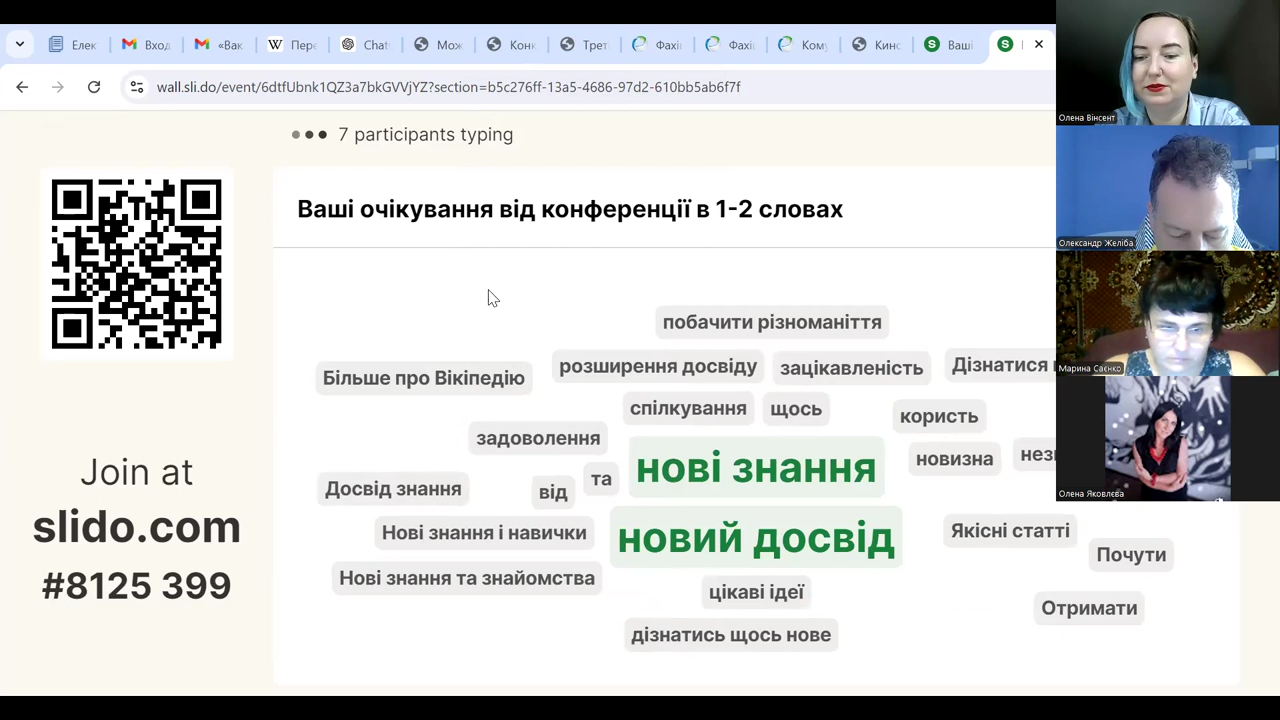 Елек
Вход
«Вак
Пере
Chat
Мож
Конк
Трет
Фахі
Фахі
Кому
Кинс
Ваші
wall.sli.do/event/6dtfUbnk1QZ3a7bkGVVjYZ?section=b5c276ff-13a5-4686-97d2-610bb5ab6f7f
7 participants typing
Ваші очікування від конференції в 1-2 словах
побачити різноманіття
Більше про Вікіпедію
розширення досвіду
зацікавленість
Дізнатися
спілкування
щось
користь
задоволення
нові знання
новизна
незв
Досвід знання
від
та
Нові знання і навички
новий досвід
Якісні статті
Почути
Нові знання та знайомства
цікаві ідеї
Отримати
дізнатись щось нове
Join at
slido.com
#8125 399
Олена Вінсент
Олександр Желіба
Марина Саєнко
Олена Яковлєва